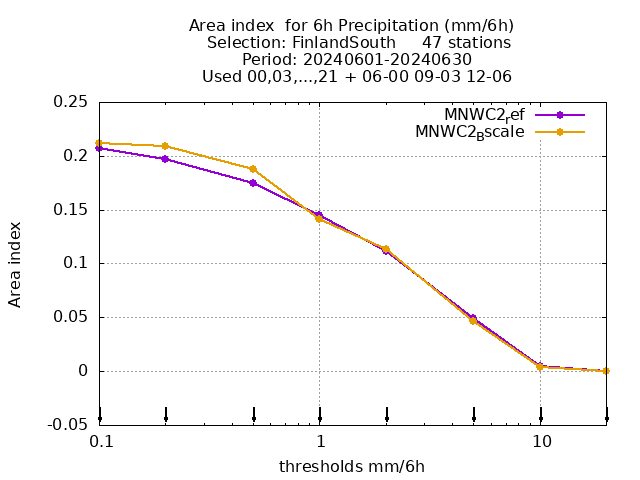 Area index  for 6h Precipitation (mm/6h)
Selection: FinlandSouth     47 stations
Period: 20240601-20240630
Used 00,03,...,21 + 06-00 09-03 12-06
MNWC2ref
MNWC2Bscale
0.25
0.2
0.15
0.1
0.05
0
-0.05
Area index
0.1
1
10
thresholds mm/6h